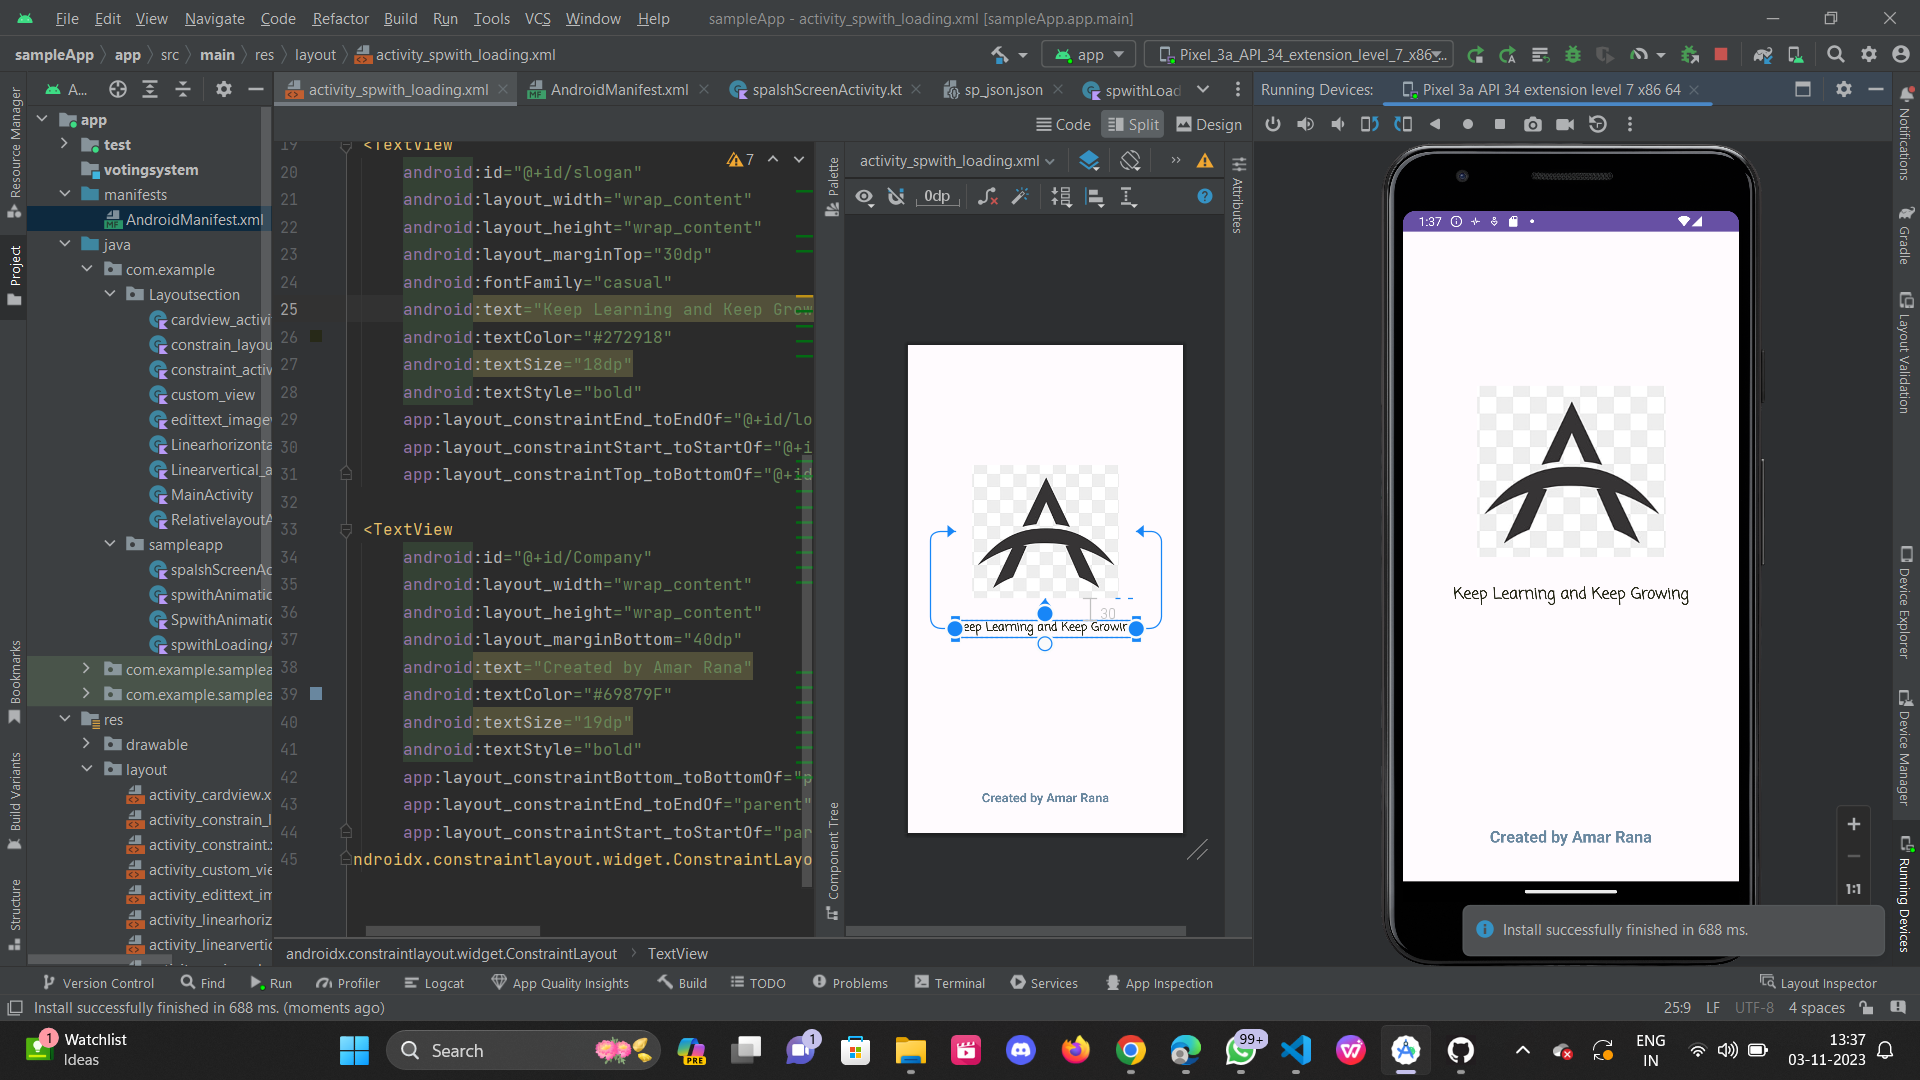 File Edit View Navigate Code Refactor Build Run Tools VCS Window Help sampleApp - activity_spwith_loading.xml [sampleApp.app.main]
sampleApp app src main res layout activity_spwith_loading.xml app Pixel_3a_API_34_extension_level_7_x86...
A... activity_spwith_loading.xml AndroidManifest.xml spalshScreenActivity.kt sp_json.json spwithLoad Running Devices: Pixel 3a API 34 extension level 7 x86 64
Code Split Design
Resource Manager
Project
Bookmarks
Build Variants
Structure
app
test
votingsystem
manifests
AndroidManifest.xml
java
com.example
Layoutsection
cardview_activi
constrain_layou
constraint_activ
custom_view
edittext_image
Linearhorizonta
Linearvertical_a
MainActivity
RelativelayoutA
sampleapp
spalshScreenAc
spwithAnimatic
SpwithAnimatic
spwithLoadingA
com.example.samplea
com.example.samplea
res
drawable
layout
activity_cardview.x
activity_constrain_l
activity_constraint.x
activity_custom_vie
activity_edittext_im
activity_linearhoriz
activity_linearvertic
7
19 <TextView
20 android:id="@+id/slogan"
21 android:layout_width="wrap_content"
22 android:layout_height="wrap_content"
23 android:layout_marginTop="30dp"
24 android:fontFamily="casual"
25 android:text="Keep Learning and Keep Grow
26 android:textColor="#272918"
27 android:textSize="18dp"
28 android:textStyle="bold"
29 app:layout_constraintEnd_toEndOf="@+id/lo
30 app:layout_constraintStart_toStartOf="@+i
31 app:layout_constraintTop_toBottomOf="@+id
32
33 <TextView
34 android:id="@+id/Company"
35 android:layout_width="wrap_content"
36 android:layout_height="wrap_content"
37 android:layout_marginBottom="40dp"
38 android:text="Created by Amar Rana"
39 android:textColor="#69879F"
40 android:textSize="19dp"
41 android:textStyle="bold"
42 app:layout_constraintBottom_toBottomOf="p
43 app:layout_constraintEnd_toEndOf="parent"
44 app:layout_constraintStart_toStartOf="par
45 ndroidx.constraintlayout.widget.ConstraintLayo
androidx.constraintlayout.widget.ConstraintLayout TextView
Palette
Component Tree
activity_spwith_loading.xml
0dp
Attributes
30
eep Learning and Keep Growir
Created by Amar Rana
1:37
Keep Learning and Keep Growing
Created by Amar Rana
1:1
Install successfully finished in 688 ms.
Notifications
Gradle
Layout Validation
Device Explorer
Device Manager
Running Devices
Version Control Find Run Profiler Logcat App Quality Insights Build TODO Problems Terminal Services App Inspection Layout Inspector
Install successfully finished in 688 ms. (moments ago) 25:9 LF UTF-8 4 spaces
1 Watchlist
Ideas
Search
PRE
1
99+
ENG
IN
13:37
03-11-2023